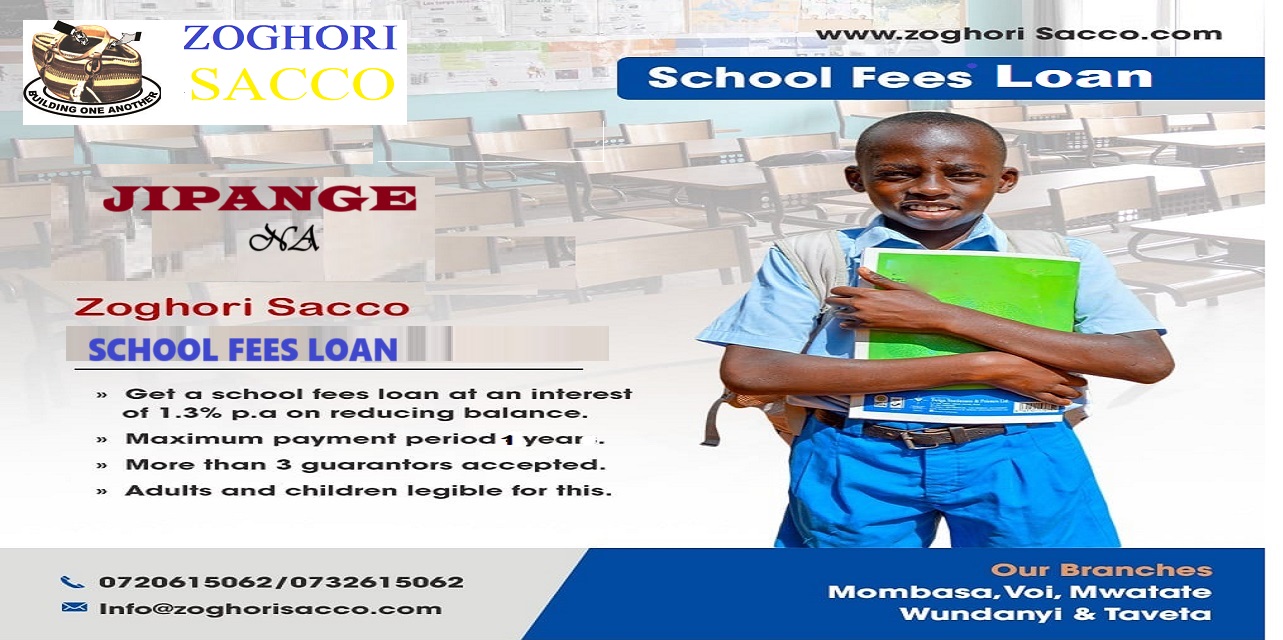 ZOGHORI
SACCO
BUILDING ONE ANOTHER
www.zoghori Sacco.com
School Fees Loan
JIPANGE
NA
Zoghori Sacco
SCHOOL FEES LOAN
» Get a school fees loan at an interest
of 1.3% p.a on reducing balance.
» Maximum payment period 1 year .
» More than 3 guarantors accepted.
» Adults and children legible for this.
0720615062/0732615062
Info@zoghorisacco.com
Our Branches
Mombasa,Voi, Mwatate
Wundanyi & Taveta